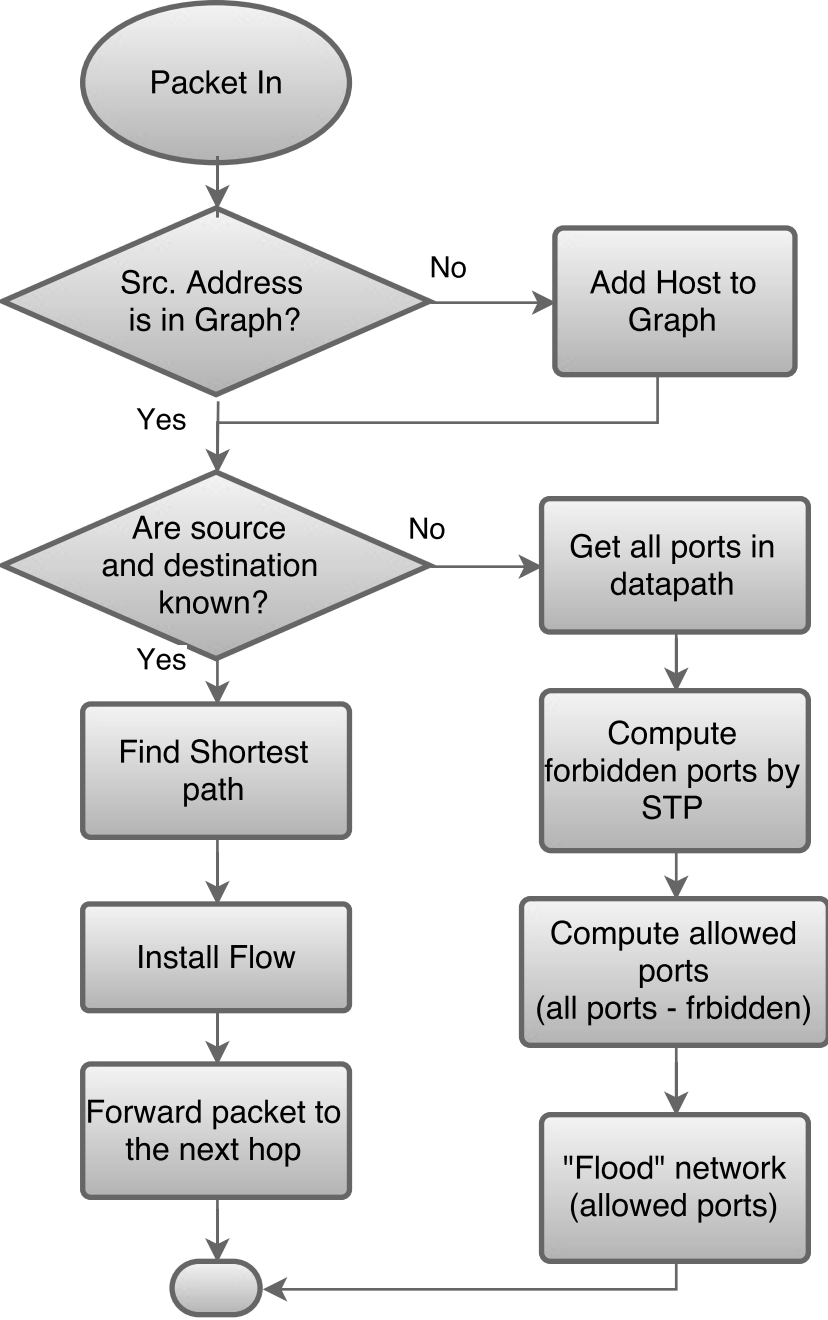 Packet In
Src. Address
is in Graph?
No
Add Host to
Graph
Yes
Are source
and destination
known?
No
Get all ports in
datapath
Yes
Find Shortest
path
Compute
forbidden ports by
STP
Install Flow
Compute allowed
ports
(all ports - frbidden)
Forward packet to
the next hop
"Flood" network
(allowed ports)